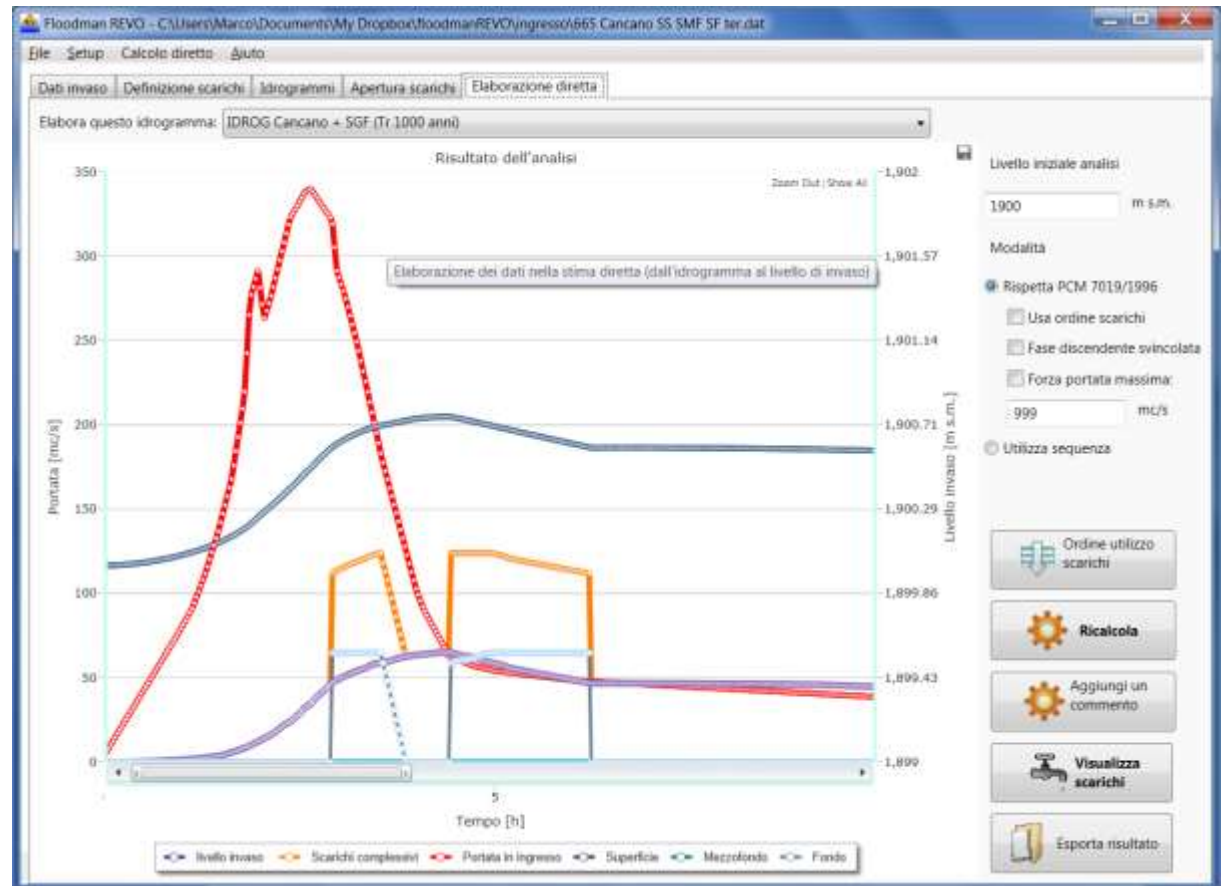 Floodman REVO - C:\Users\Marco\Documents\My Dropbox\floodmanREVO\ingresso\665 Cancano SS SMF SF ter.dat
File Setup Calcolo diretto Aiuto
Dati invaso Definizione scarichi Idrogrammi Apertura scarichi Elaborazione diretta
Elabora questo idrogramma: IDROG Cancano + SGF (Tr 1000 anni)
Risultato dell'analisi
Zoom Out | Show All
350
300
250
200
150
100
50
0
Portata [mc/s]
1,902
1,901.57
1,901.14
1,900.71
1,900.29
1,899.86
1,899.43
1,899
Livello invaso [m s.m.]
Elaborazione dei dati nella stima diretta (dall'idrogramma al livello di invaso)
5
Tempo [h]
livello invaso Scarichi complessivi Portata in ingresso Superficie Mezzofondo Fondo
Livello iniziale analisi
1900 m s.m.
Modalità
Rispetta PCM 7019/1996
Usa ordine scarichi
Fase discendente svincolata
Forza portata massima:
999 mc/s
Utilizza sequenza
Ordine utilizzo
scarichi
Ricalcola
Aggiungi un
commento
Visualizza
scarichi
Esporta risultato